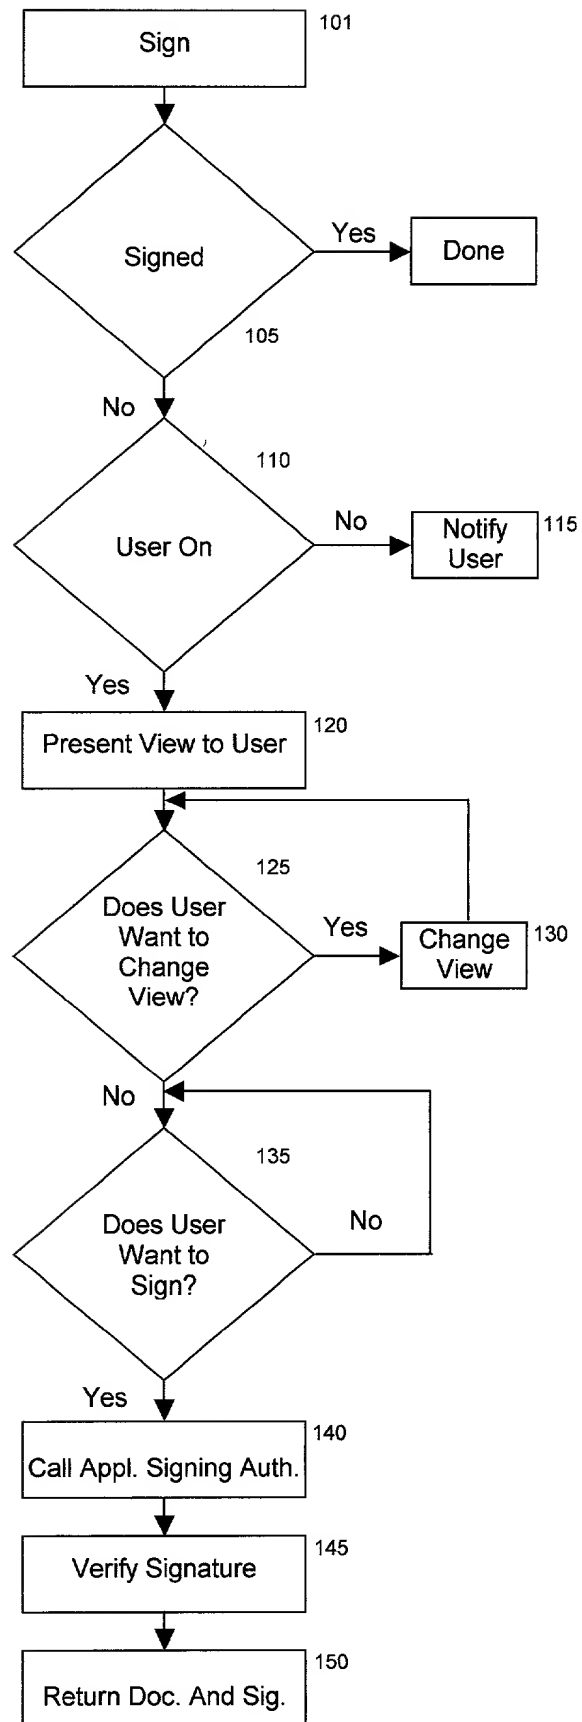 Sign
101
Signed
Yes
Done
105
No
110
User On
No
Notify
User
115
Yes
Present View to User
120
125
Does User
Want to
Change
View?
Yes
Change
View
130
No
135
Does User
Want to
Sign?
No
Yes
140
Call Appl. Signing Auth.
145
Verify Signature
150
Return Doc. And Sig.